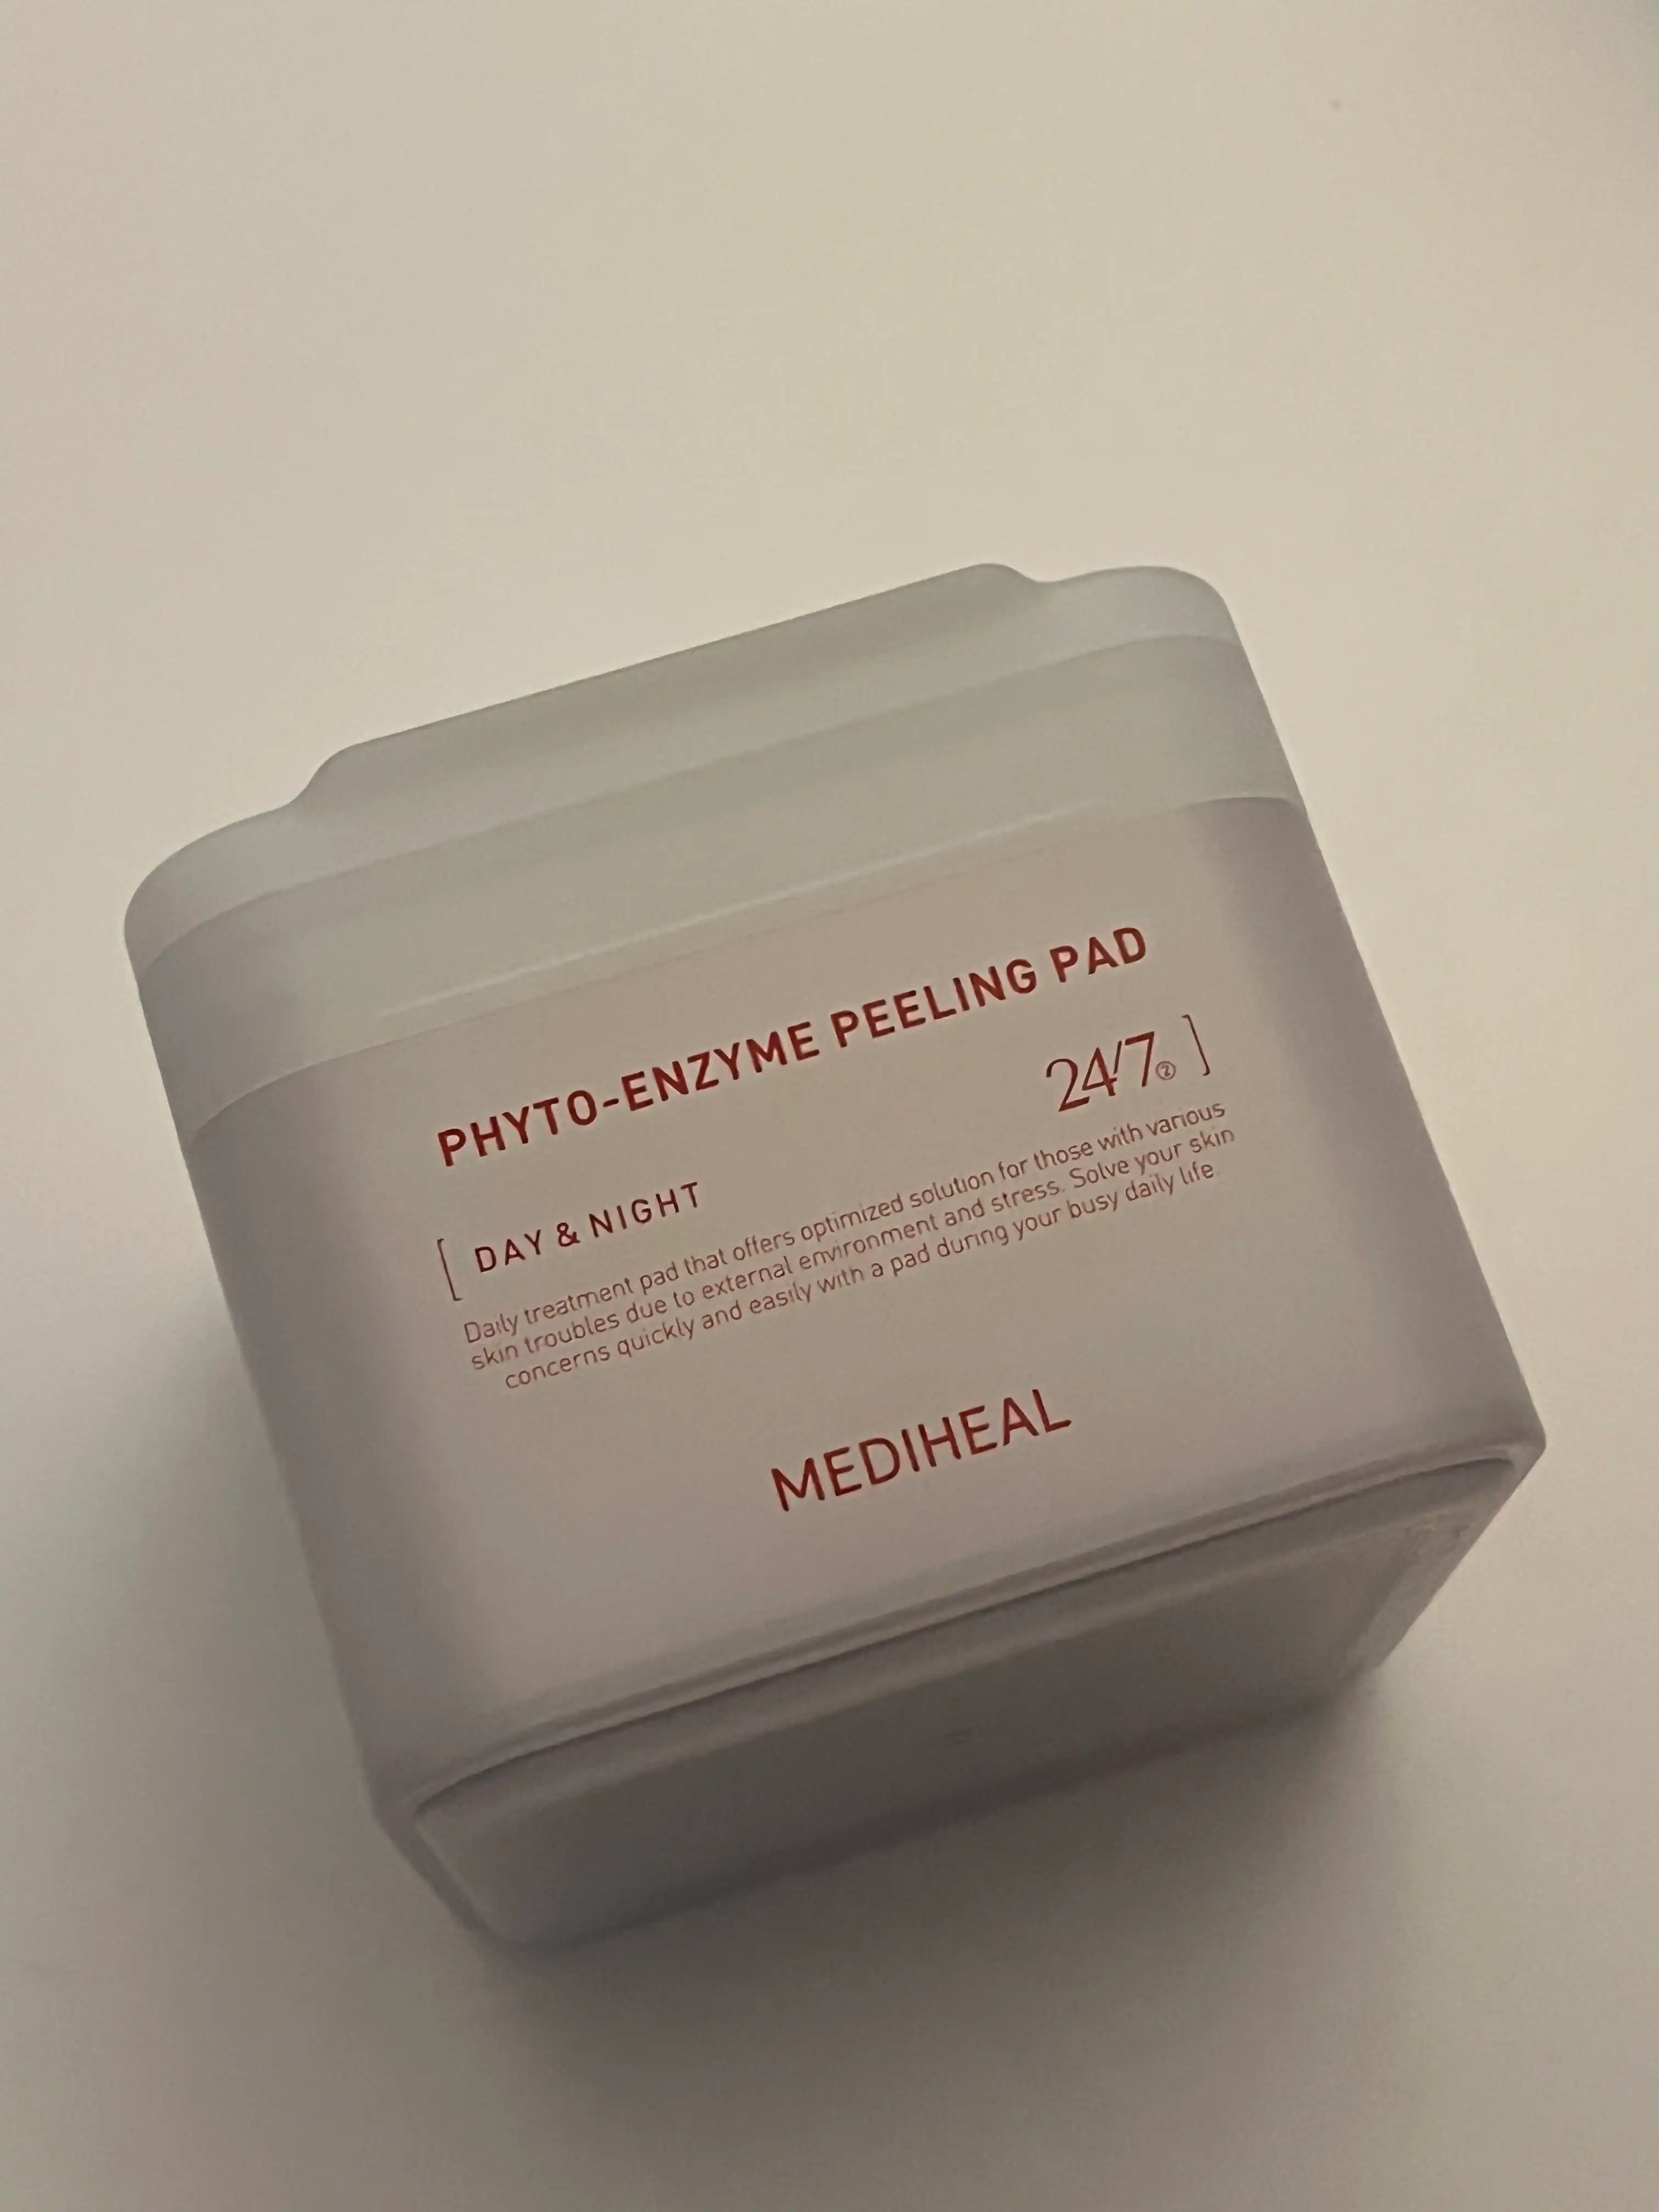 PHYTO-ENZYME PEELING PAD
[ DAY & NIGHT 24/7② ]
Daily treatment pad that offers optimized solution for those with various
skin troubles due to external environment and stress. Solve your skin
concerns quickly and easily with a pad during your busy daily life.
MEDIHEAL